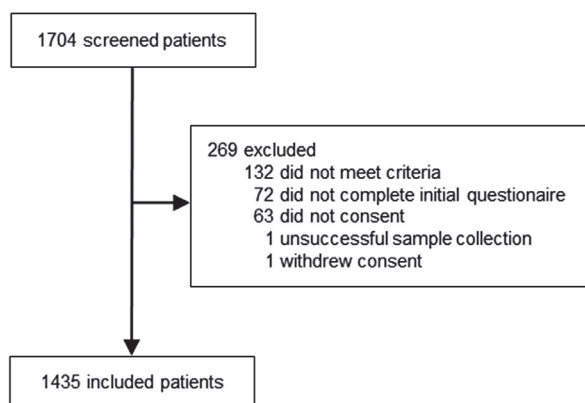 1704 screened patients
269 excluded
132 did not meet criteria
72 did not complete initial questionaire
63 did not consent
1 unsuccessful sample collection
1 withdrew consent
1435 included patients